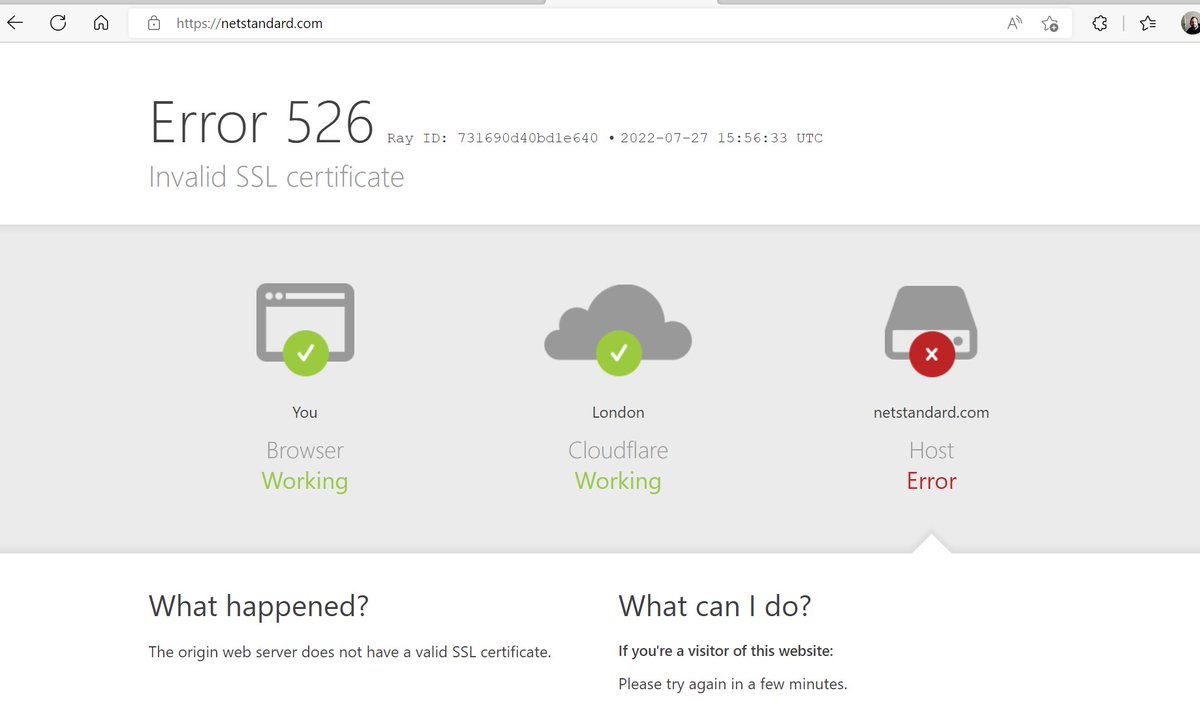 https://netstandard.com
Error 526 Ray ID: 731690d40bd1e640 • 2022-07-27 15:56:33 UTC
Invalid SSL certificate
You
Browser
Working
London
Cloudflare
Working
netstandard.com
Host
Error
What happened?
The origin web server does not have a valid SSL certificate.
What can I do?
If you're a visitor of this website:
Please try again in a few minutes.